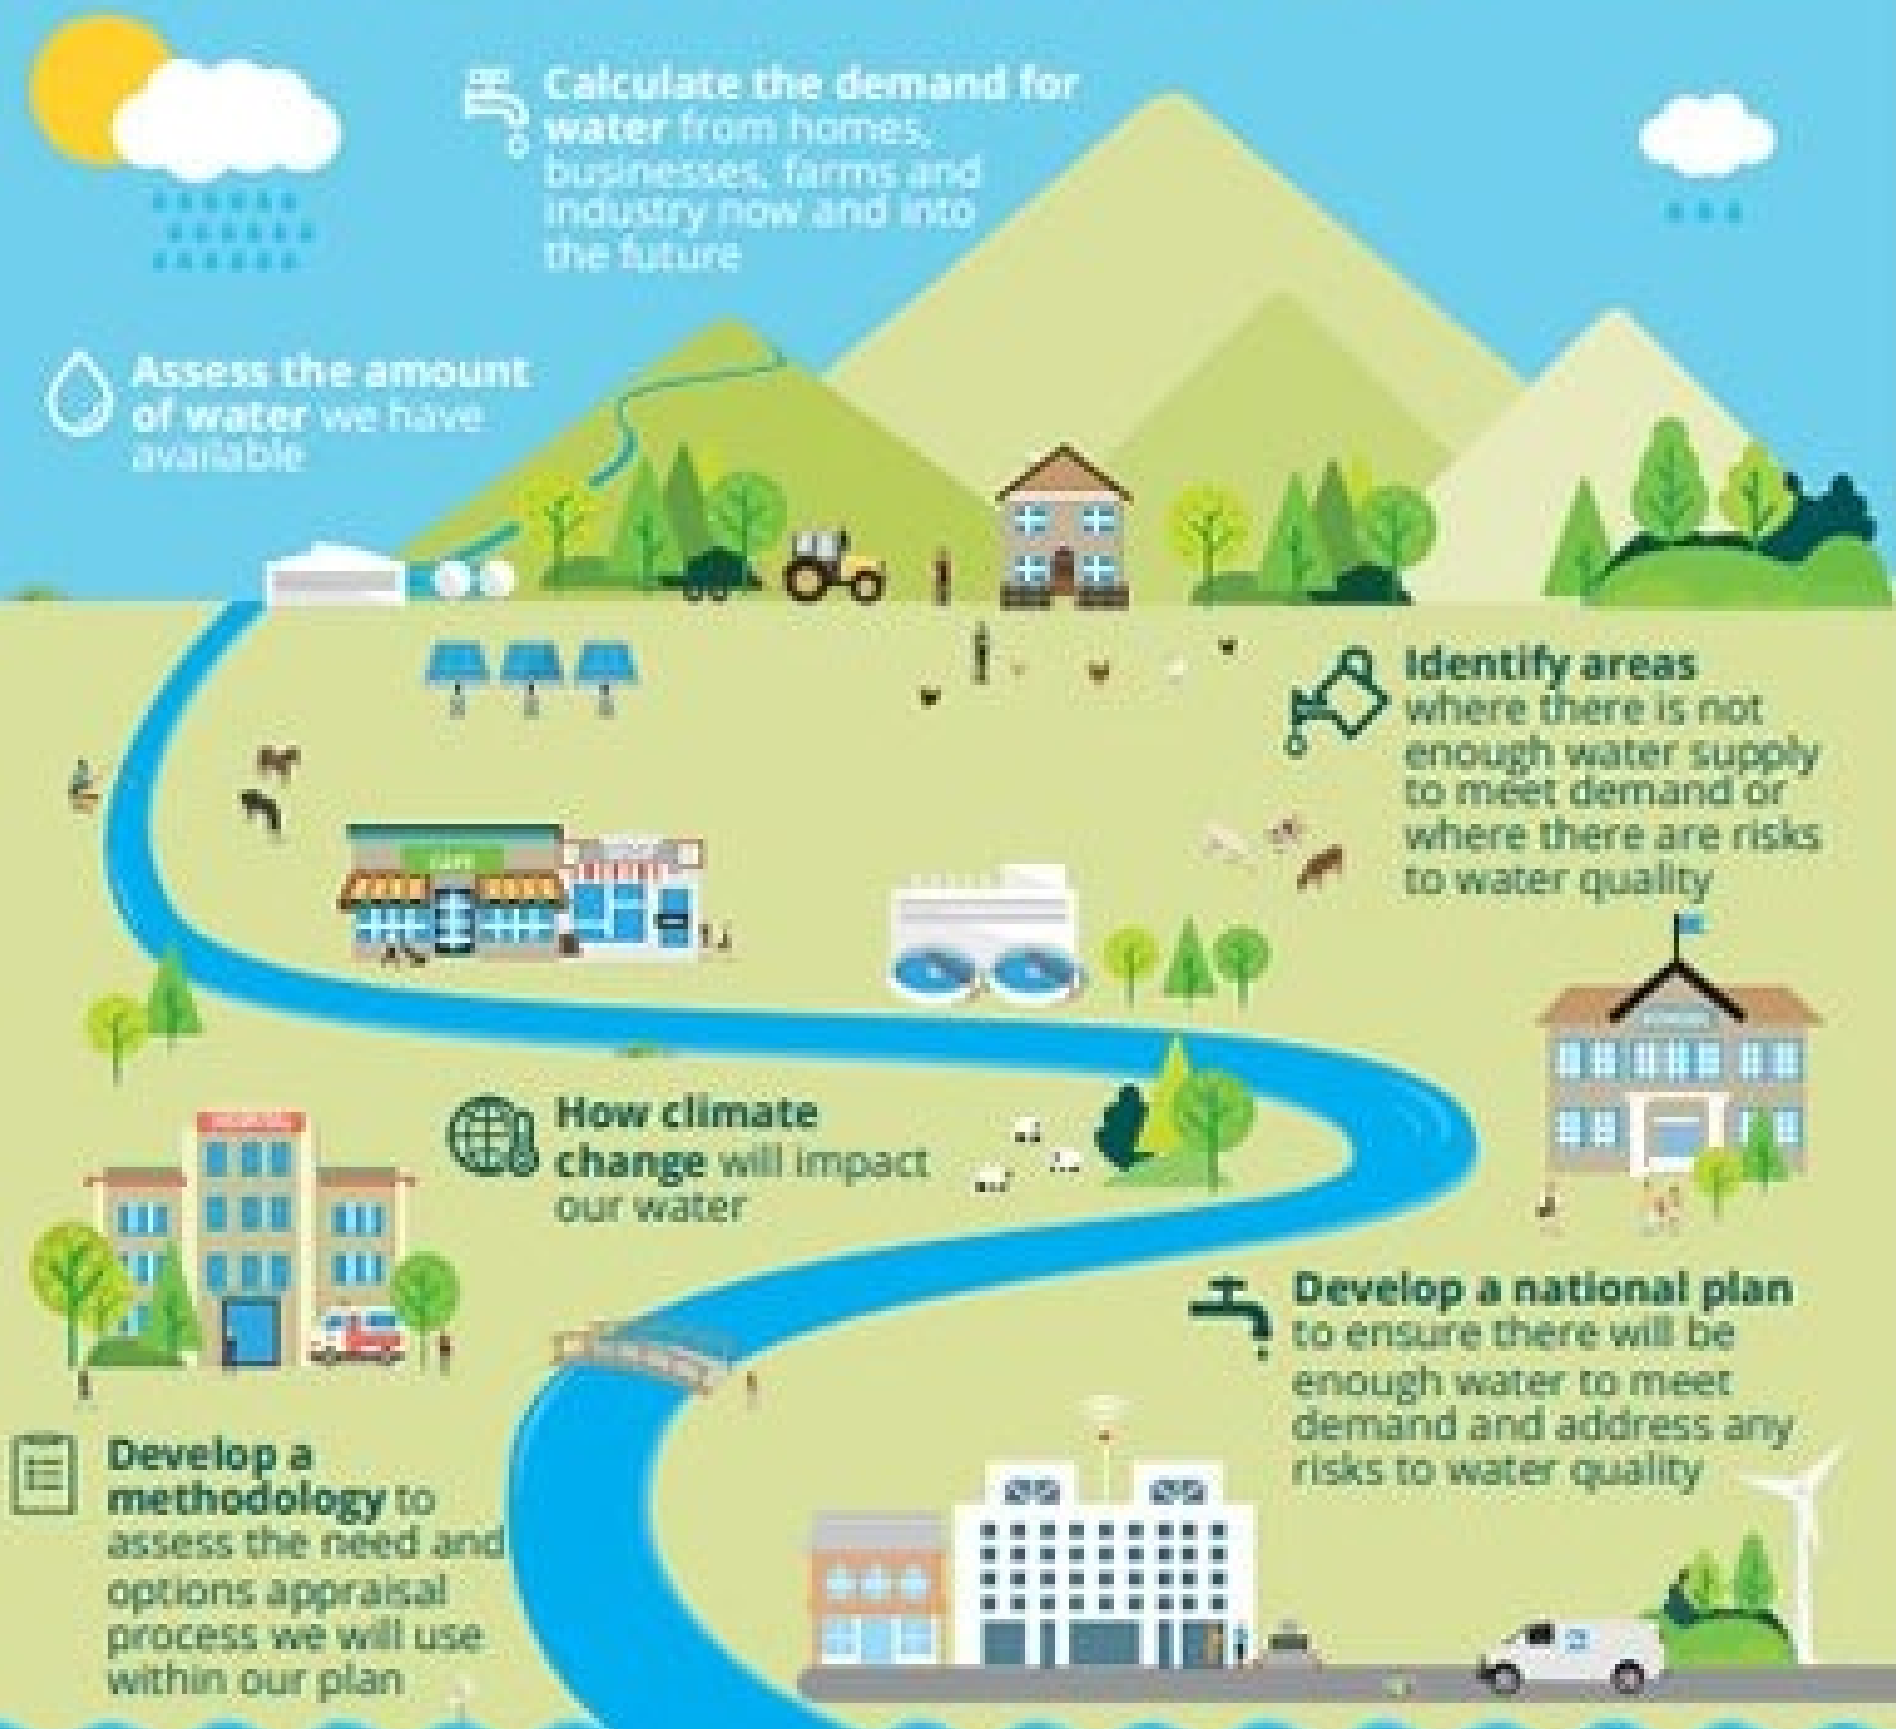 Calculate the demand for
water from homes,
businesses, farms and
industry now and into
the future
Assess the amount
of water we have
available
Identify areas
where there is not
enough water supply
to meet demand or
where there are risks
to water quality
CAFE
How climate
change will impact
our water
HOSPITAL
Develop a national plan
to ensure there will be
enough water to meet
demand and address any
risks to water quality
Develop a
methodology to
assess the need and
options appraisal
process we will use
within our plan